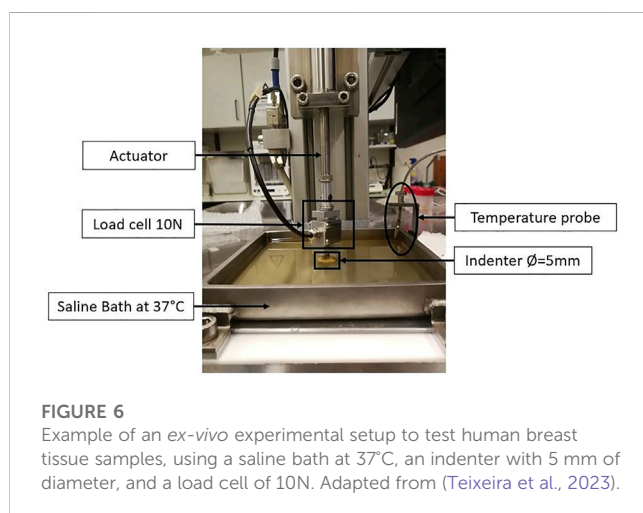 Actuator
Load cell 10N
Temperature probe
Indenter Ø=5mm
Saline Bath at 37°C
FIGURE 6
Example of an ex-vivo experimental setup to test human breast
tissue samples, using a saline bath at 37°C, an indenter with 5 mm of
diameter, and a load cell of 10N. Adapted from (Teixeira et al., 2023).